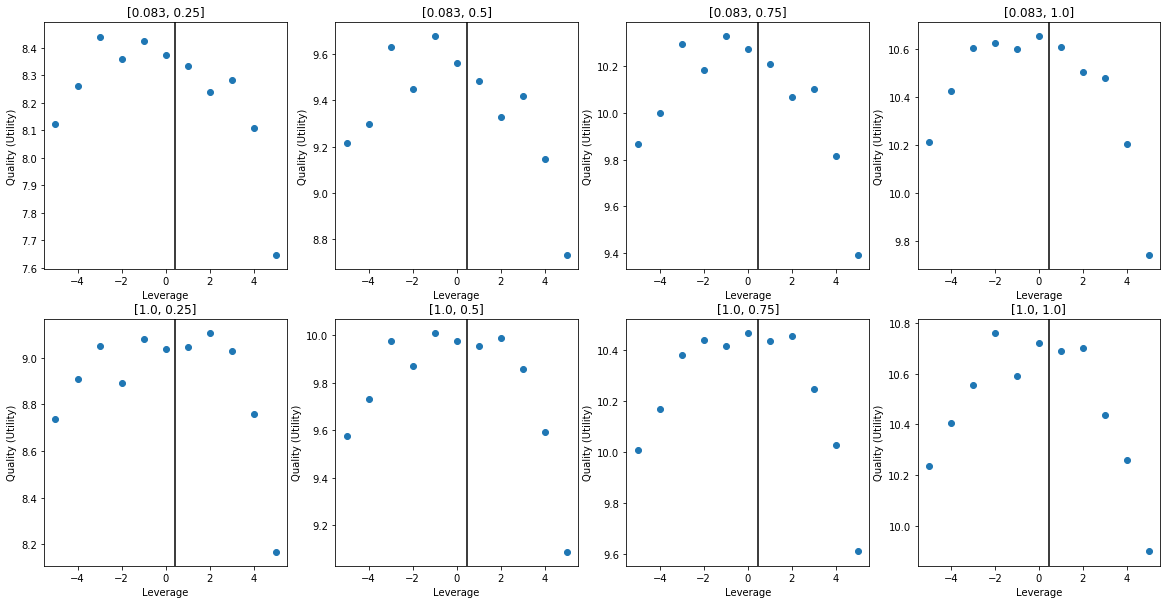 [0.083, 0.25]
Quality (Utility)
8.4
8.3
8.2
8.1
8.0
7.9
7.8
7.7
7.6
−4 −2 0 2 4
Leverage
[0.083, 0.5]
Quality (Utility)
9.6
9.4
9.2
9.0
8.8
−4 −2 0 2 4
Leverage
[0.083, 0.75]
Quality (Utility)
10.2
10.0
9.8
9.6
9.4
−4 −2 0 2 4
Leverage
[0.083, 1.0]
Quality (Utility)
10.6
10.4
10.2
10.0
9.8
−4 −2 0 2 4
Leverage
[1.0, 0.25]
Quality (Utility)
9.0
8.8
8.6
8.4
8.2
−4 −2 0 2 4
Leverage
[1.0, 0.5]
Quality (Utility)
10.0
9.8
9.6
9.4
9.2
−4 −2 0 2 4
Leverage
[1.0, 0.75]
Quality (Utility)
10.4
10.2
10.0
9.8
9.6
−4 −2 0 2 4
Leverage
[1.0, 1.0]
Quality (Utility)
10.8
10.6
10.4
10.2
10.0
−4 −2 0 2 4
Leverage